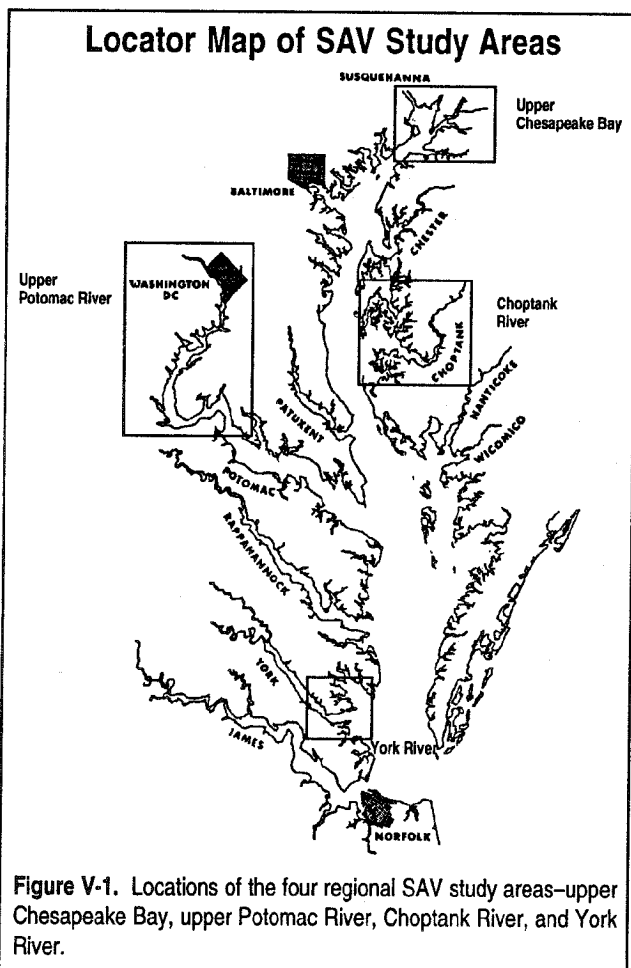 Locator Map of SAV Study Areas
SUSQUEHANNA
Upper
Chesapeake Bay
BALTIMORE
CHESTER
Upper
Potomac River
WASHINGTON
DC
Choptank
River
CHOPTANK
NANTICOKE
PATUXENT
WICOMICO
POTOMAC
RAPPAHANNOCK
YORK
JAMES
York River
NORFOLK
Figure V-1. Locations of the four regional SAV study areas–upper
Chesapeake Bay, upper Potomac River, Choptank River, and York
River.